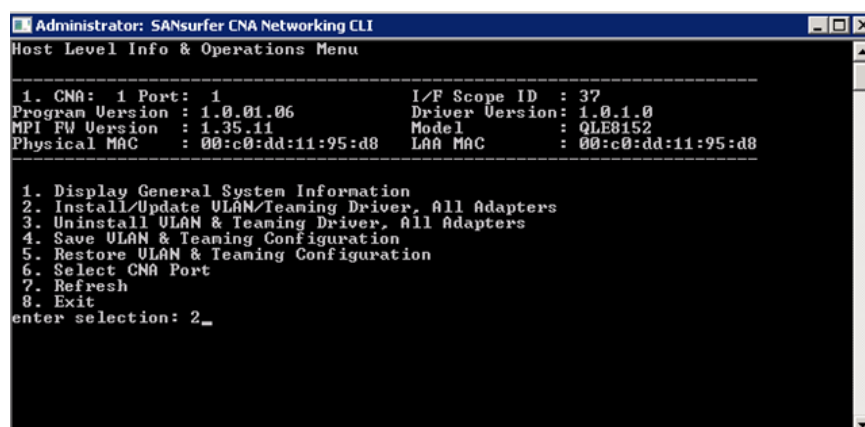 Administrator: SANsurfer CNA Networking CLI
Host Level Info & Operations Menu
--------------------------------------------------------------------------
1. CNA: 1 Port: 1 I/F Scope ID : 37
Program Version : 1.0.01.06 Driver Version: 1.0.1.0
MPI FW Version : 1.35.11 Model : QLE8152
Physical MAC : 00:c0:dd:11:95:d8 LAA MAC : 00:c0:dd:11:95:d8
--------------------------------------------------------------------------
1. Display General System Information
2. Install/Update VLAN/Teaming Driver, All Adapters
3. Uninstall VLAN & Teaming Driver, All Adapters
4. Save VLAN & Teaming Configuration
5. Restore VLAN & Teaming Configuration
6. Select CNA Port
7. Refresh
8. Exit
enter selection: 2_